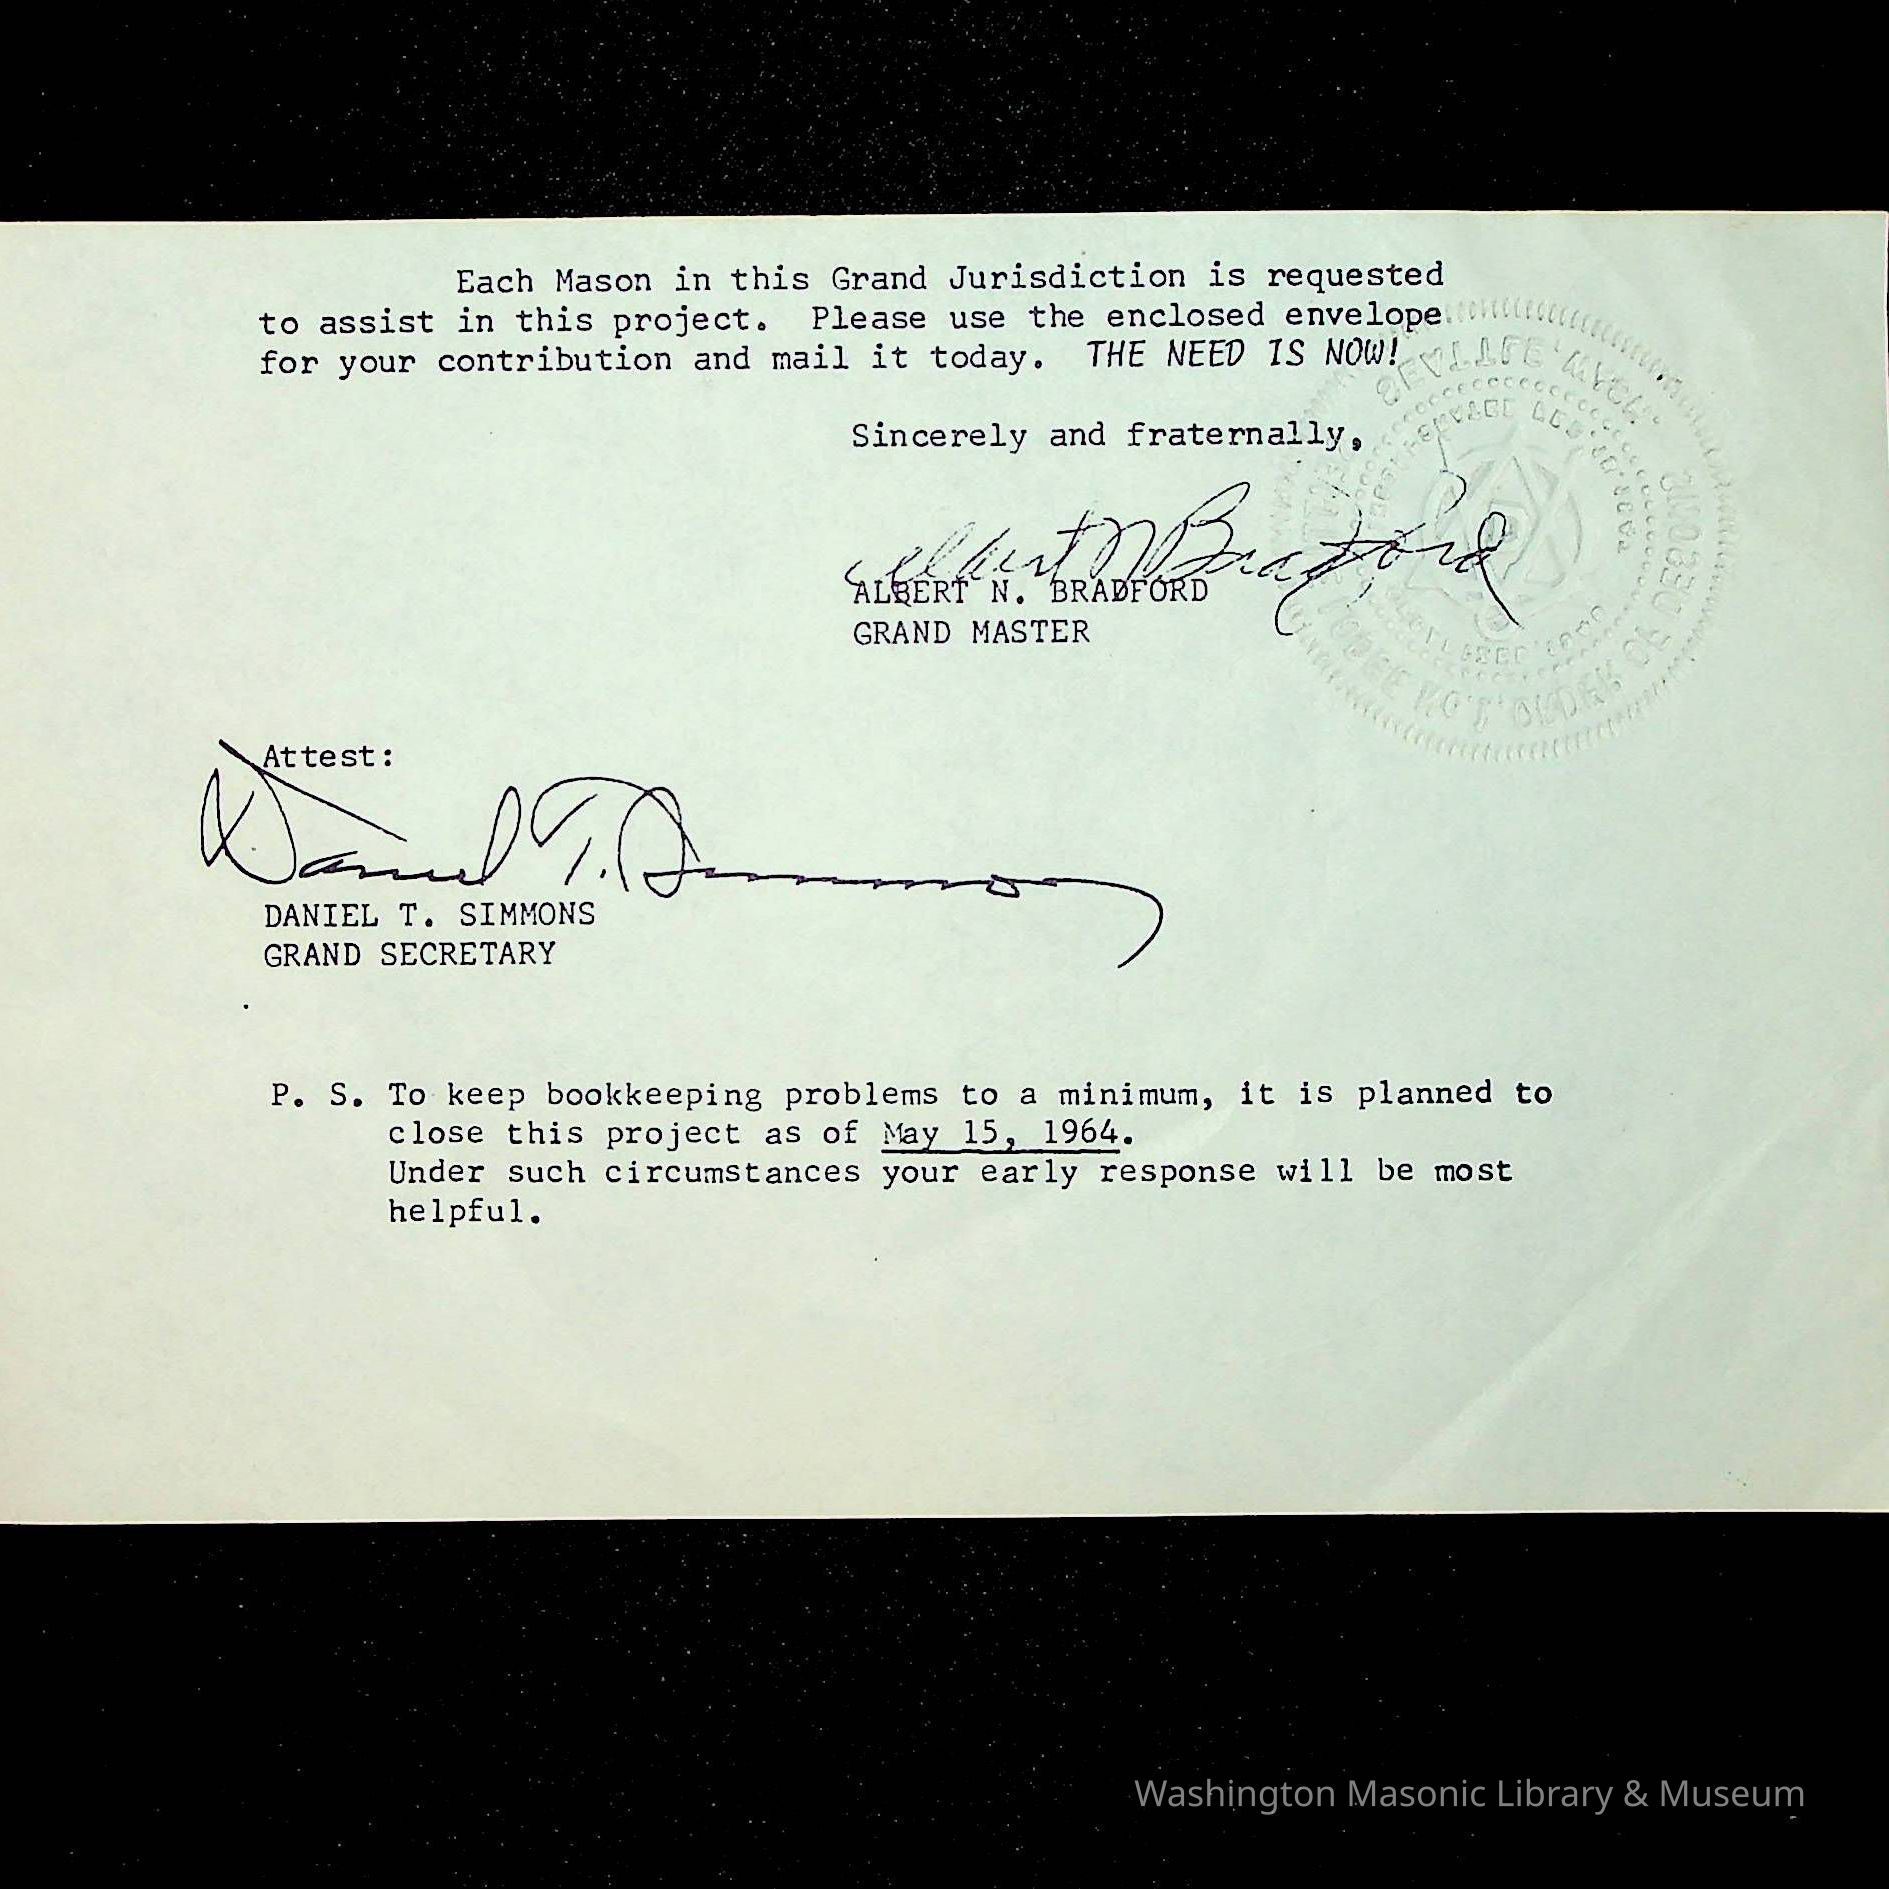 Each Mason in this Grand Jurisdiction is requested
to assist in this project. Please use the enclosed envelope
for your contribution and mail it today. THE NEED IS NOW!
Sincerely and fraternally,
Albert N Bradford
ALBERT N. BRADFORD
GRAND MASTER
Attest:
Daniel T. Simmons
DANIEL T. SIMMONS
GRAND SECRETARY
P. S. To keep bookkeeping problems to a minimum, it is planned to
close this project as of May 15, 1964.
Under such circumstances your early response will be most
helpful.
Washington Masonic Library & Museum